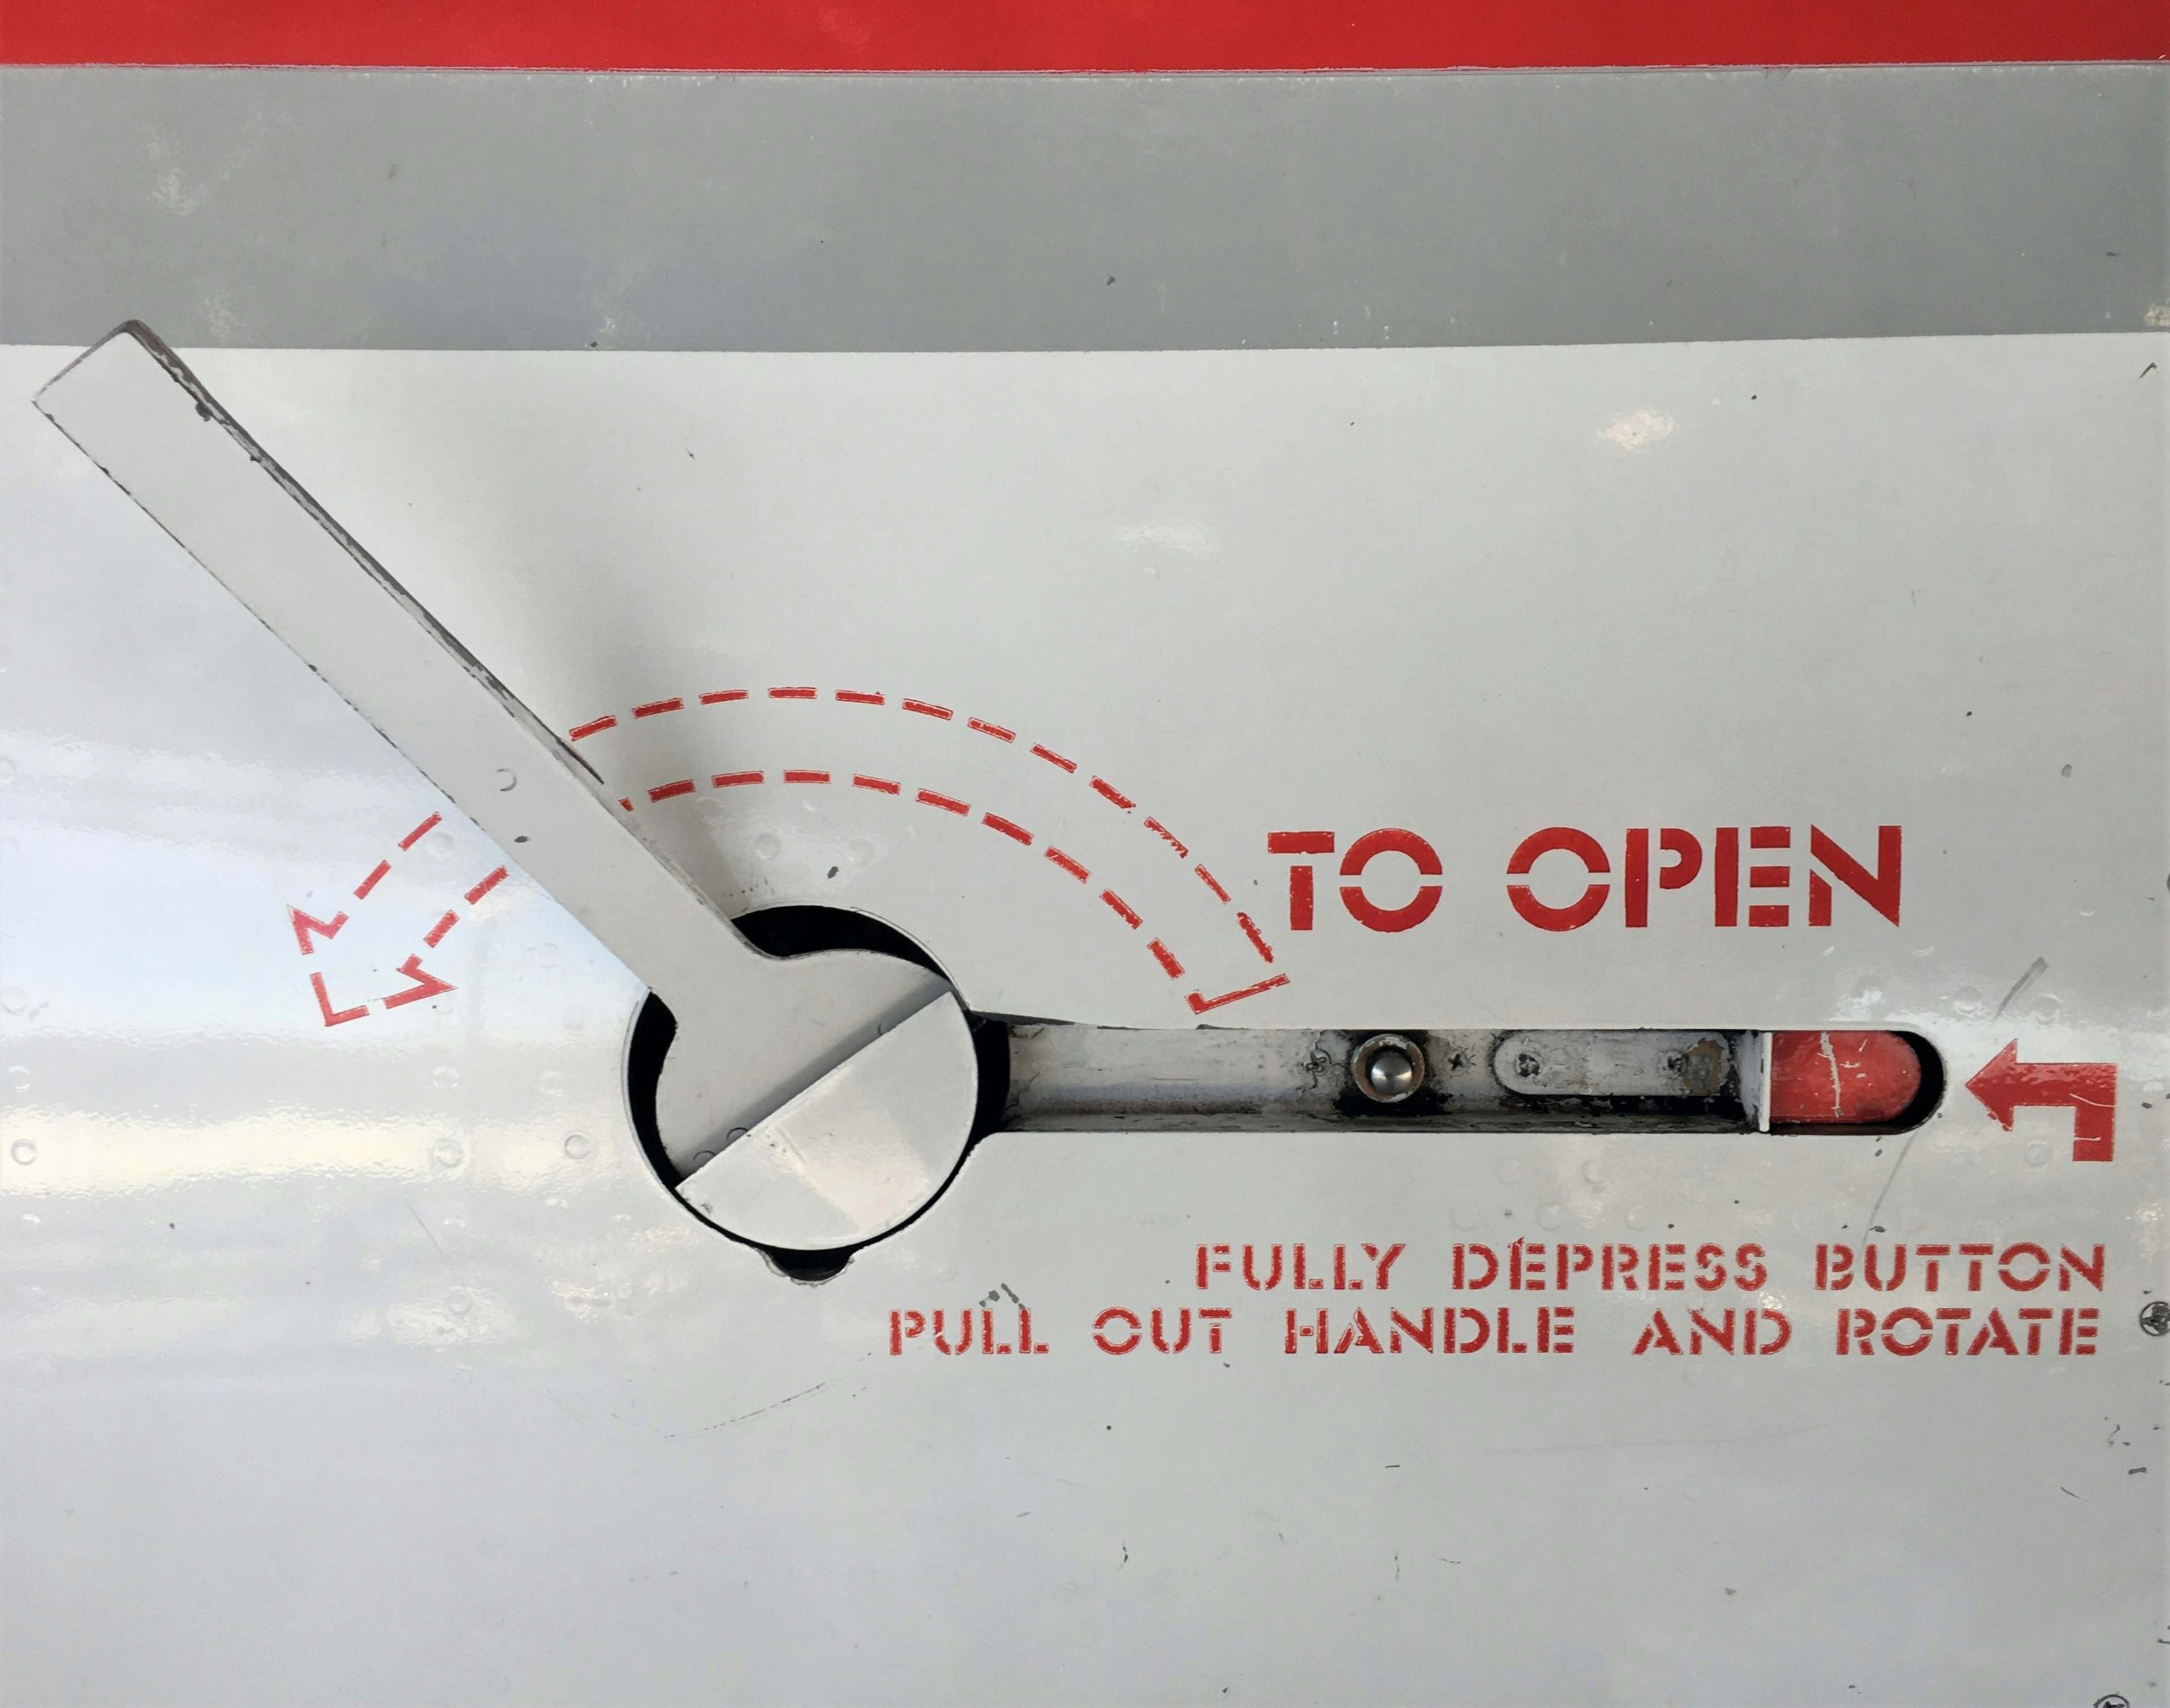 TO OPEN
FULLY DEPRESS BUTTON
PULL OUT HANDLE AND ROTATE